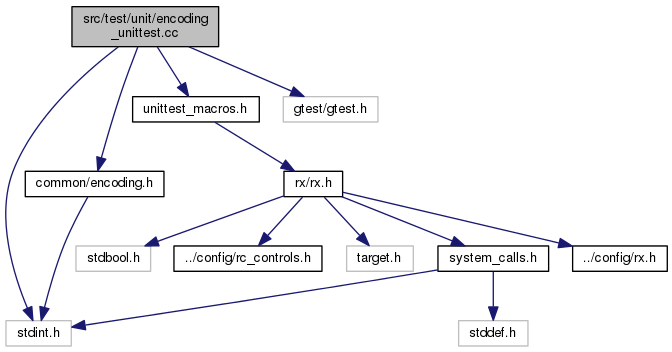 src/test/unit/encoding
_unittest.cc
unittest_macros.h
gtest/gtest.h
common/encoding.h
rx/rx.h
stdbool.h
../config/rc_controls.h
target.h
system_calls.h
../config/rx.h
stdint.h
stddef.h